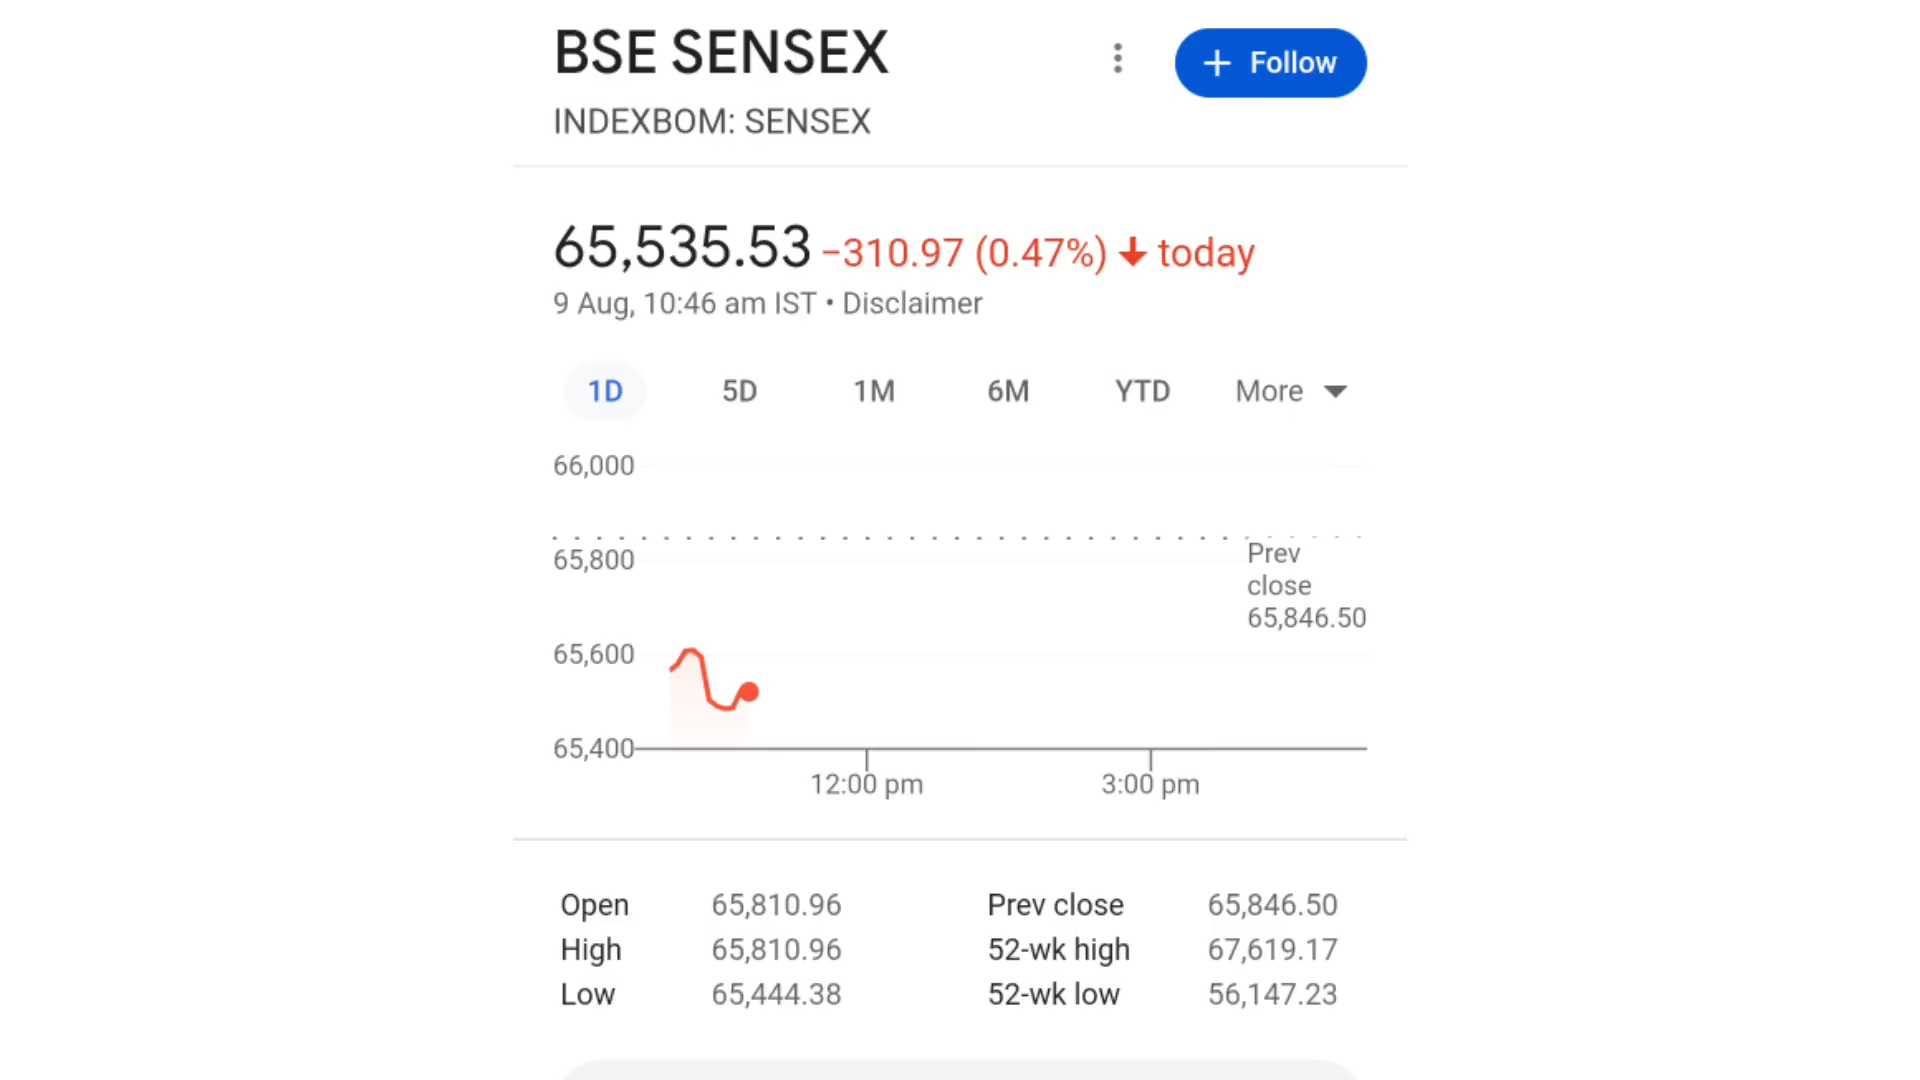 BSE SENSEX
+ Follow
INDEXBOM: SENSEX
65,535.53 −310.97 (0.47%) ↓ today
9 Aug, 10:46 am IST • Disclaimer
1D 5D 1M 6M YTD More
66,000
65,800
Prev
close
65,846.50
65,600
65,400
12:00 pm 3:00 pm
Open 65,810.96 Prev close 65,846.50
High 65,810.96 52-wk high 67,619.17
Low 65,444.38 52-wk low 56,147.23